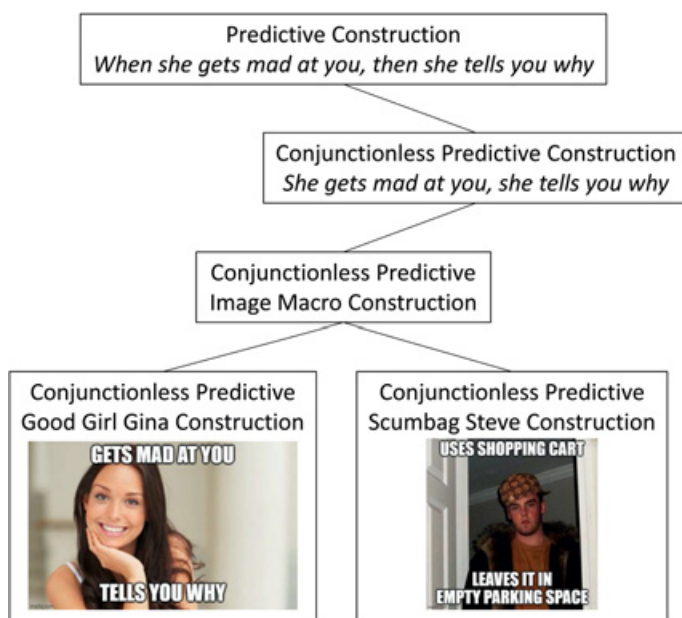 Predictive Construction
When she gets mad at you, then she tells you why
Conjunctionless Predictive Construction
She gets mad at you, she tells you why
Conjunctionless Predictive
Image Macro Construction
Conjunctionless Predictive
Good Girl Gina Construction
GETS MAD AT YOU
TELLS YOU WHY
Conjunctionless Predictive
Scumbag Steve Construction
USES SHOPPING CART
LEAVES IT IN
EMPTY PARKING SPACE